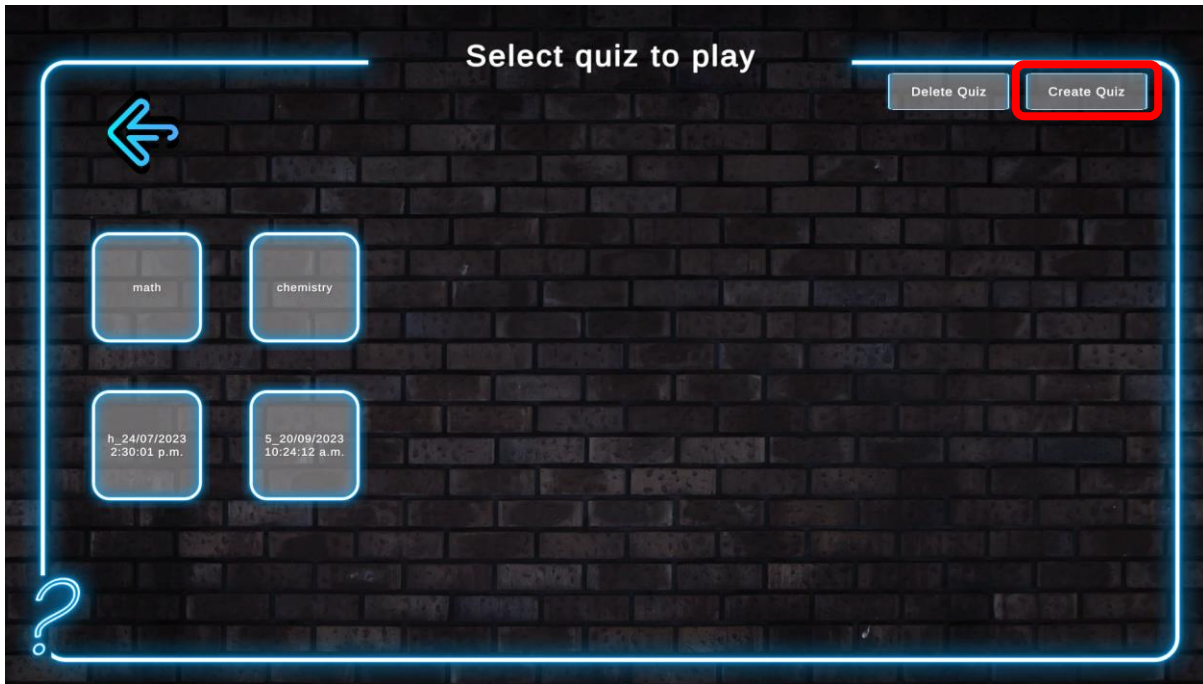 Select quiz to play
Delete Quiz
Create Quiz
math
chemistry
h_24/07/2023
2:30:01 p.m.
5_20/09/2023
10:24:12 a.m.
?